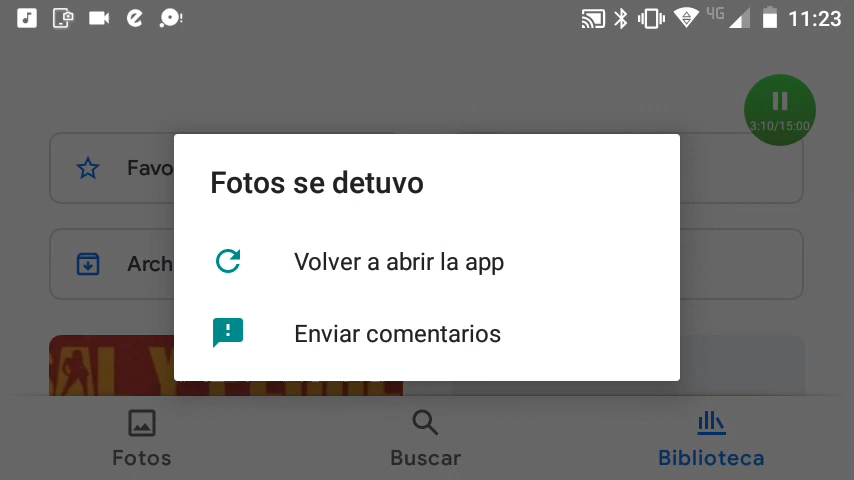 4G 11:23
3:10/15:00
Favo
Fotos se detuvo
Volver a abrir la app
Arch
Enviar comentarios
Fotos
Buscar
Biblioteca